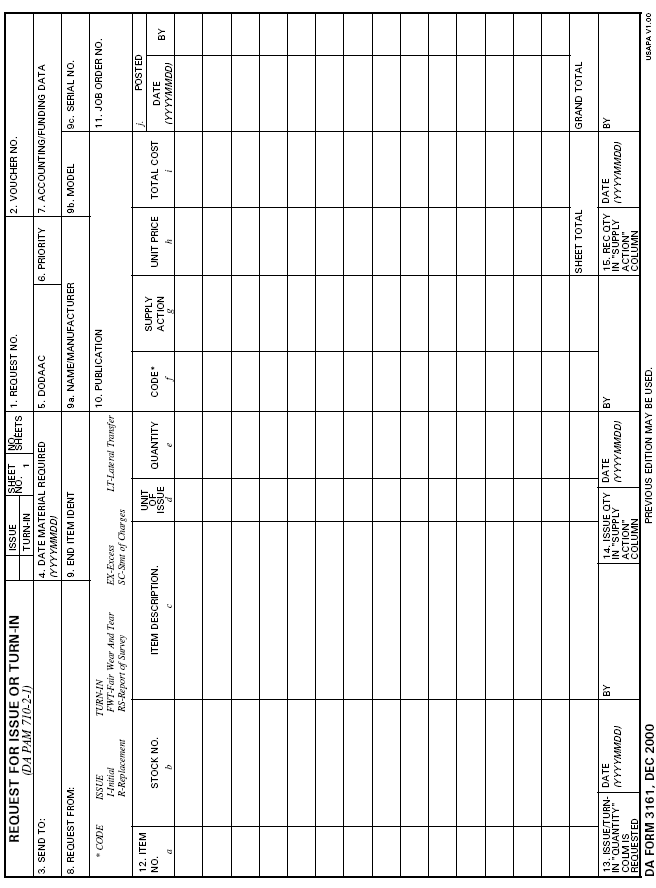 REQUEST FOR ISSUE OR TURN-IN
(DA PAM 710-2-1)
ISSUE
TURN-IN
SHEET NO.
1
NO. SHEETS
1. REQUEST NO.
2. VOUCHER NO.
3. SEND TO:
4. DATE MATERIAL REQUIRED
(YYYYMMDD)
5. DODAAC
6. PRIORITY
7. ACCOUNTING/FUNDING DATA
8. REQUEST FROM:
9. END ITEM IDENT
9a. NAME/MANUFACTURER
9b. MODEL
9c. SERIAL NO.
* CODE
ISSUE
I-Initial
R-Replacement
TURN-IN
FWT-Fair Wear And Tear
RS-Report of Survey
EX-Excess
SC-Stmt of Charges
LT-Lateral Transfer
10. PUBLICATION
11. JOB ORDER NO.
12. ITEM
NO.
a
STOCK NO.
b
ITEM DESCRIPTION.
c
UNIT
OF
ISSUE
d
QUANTITY
e
CODE*
f
SUPPLY
ACTION
g
UNIT PRICE
h
TOTAL COST
i
j.
POSTED
DATE
(YYYYMMDD)
BY
SHEET TOTAL
GRAND TOTAL
13. ISSUE/TURN-
IN "QUANTITY"
COLM IS
REQUESTED
DATE
(YYYYMMDD)
BY
14. ISSUE QTY
IN "SUPPLY
ACTION"
COLUMN
DATE
(YYYYMMDD)
BY
15. REC QTY
IN "SUPPLY
ACTION"
COLUMN
DATE
(YYYYMMDD)
BY
DA FORM 3161, DEC 2000
PREVIOUS EDITION MAY BE USED.
USAPA V1.00